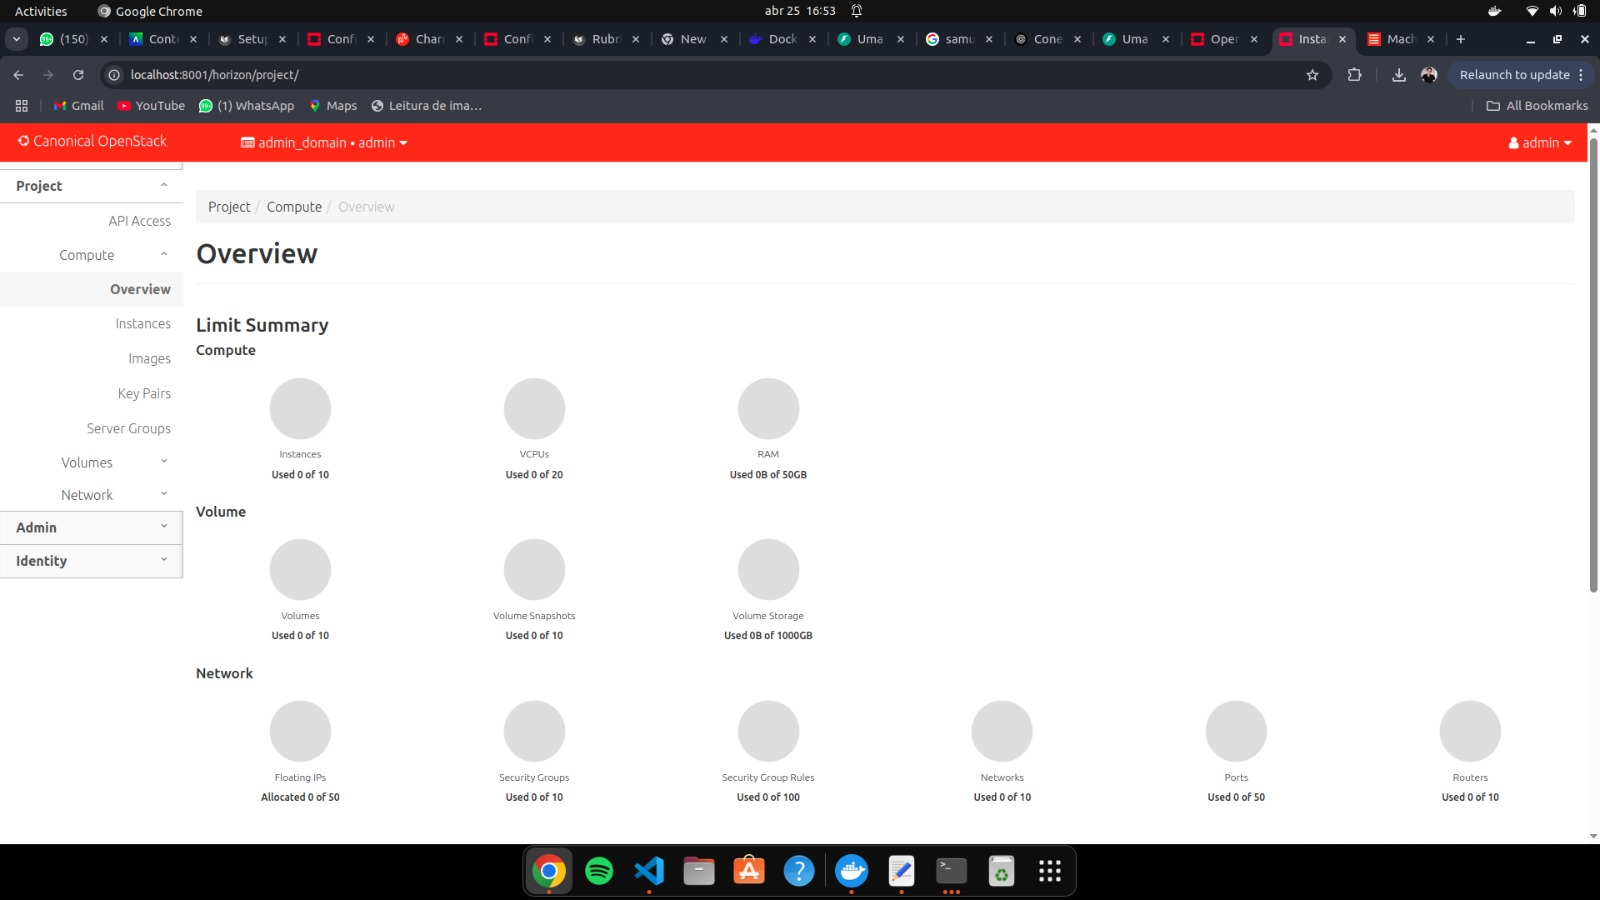 Activities
Google Chrome
abr 25 16:53
(150)
Cont
Setup
Confi
Char
Confi
Rubri
New
Dock
Uma
samu
Cone
Uma
Oper
Insta
Mach
localhost:8001/horizon/project/
Relaunch to update
Gmail
YouTube
(1) WhatsApp
Maps
Leitura de ima...
All Bookmarks
Canonical OpenStack
admin_domain • admin
admin
Project
API Access
Compute
Overview
Instances
Images
Key Pairs
Server Groups
Volumes
Network
Admin
Identity
Project / Compute / Overview
Overview
Limit Summary
Compute
Instances
Used 0 of 10
VCPUs
Used 0 of 20
RAM
Used 0B of 50GB
Volume
Volumes
Used 0 of 10
Volume Snapshots
Used 0 of 10
Volume Storage
Used 0B of 1000GB
Network
Floating IPs
Allocated 0 of 50
Security Groups
Used 0 of 10
Security Group Rules
Used 0 of 100
Networks
Used 0 of 10
Ports
Used 0 of 50
Routers
Used 0 of 10